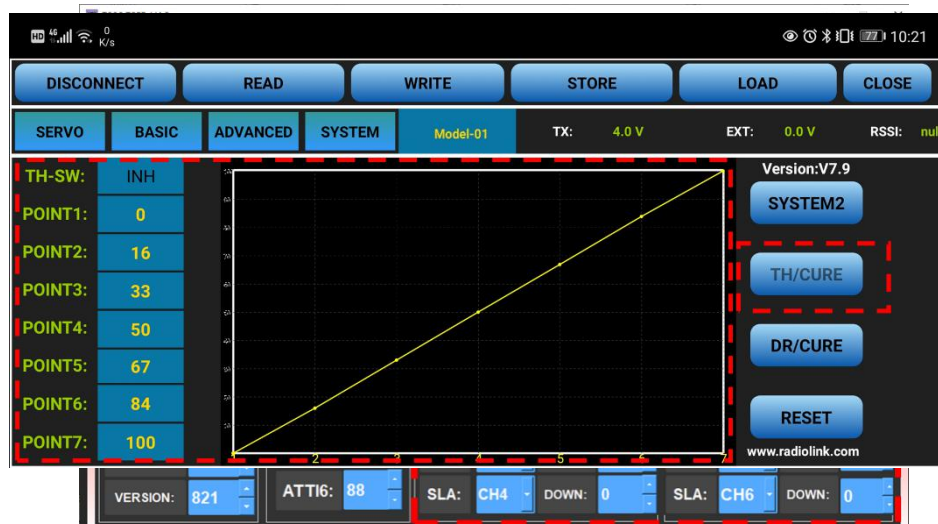 HD 46 0 K/s 77 10:21
DISCONNECT READ WRITE STORE LOAD CLOSE
SERVO BASIC ADVANCED SYSTEM Model-01 TX: 4.0 V EXT: 0.0 V RSSI: nul
TH-SW: INH
Version:V7.9
SYSTEM2
POINT1: 0
POINT2: 16
TH/CURE
POINT3: 33
POINT4: 50
DR/CURE
POINT5: 67
POINT6: 84
RESET
POINT7: 100
2 3 4 5 6 7
www.radiolink.com
VERSION: 821 ATTI6: 88 SLA: CH4 DOWN: 0 SLA: CH6 DOWN: 0